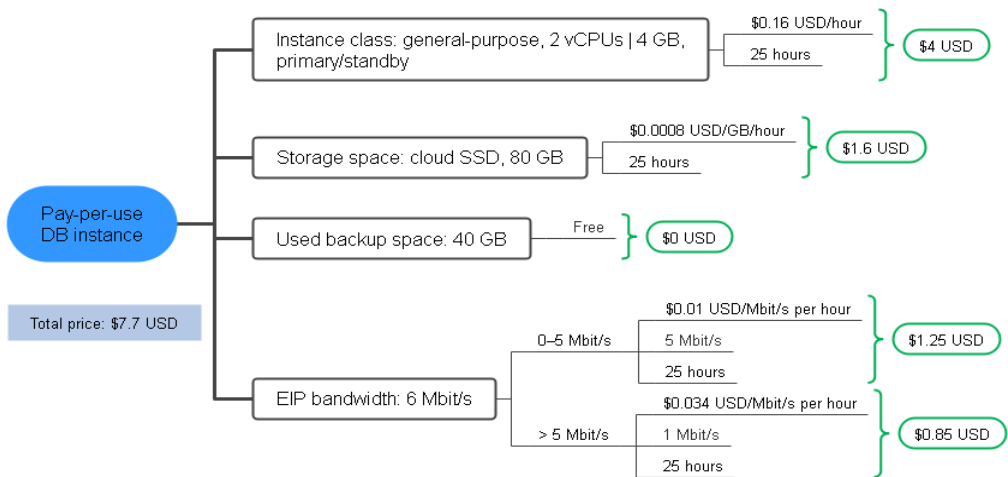 Pay-per-use
DB instance
Total price: $7.7 USD
Instance class: general-purpose, 2 vCPUs | 4 GB,
primary/standby
$0.16 USD/hour
25 hours
$4 USD
Storage space: cloud SSD, 80 GB
$0.0008 USD/GB/hour
25 hours
$1.6 USD
Used backup space: 40 GB
Free
$0 USD
EIP bandwidth: 6 Mbit/s
0–5 Mbit/s
$0.01 USD/Mbit/s per hour
5 Mbit/s
25 hours
$1.25 USD
> 5 Mbit/s
$0.034 USD/Mbit/s per hour
1 Mbit/s
25 hours
$0.85 USD